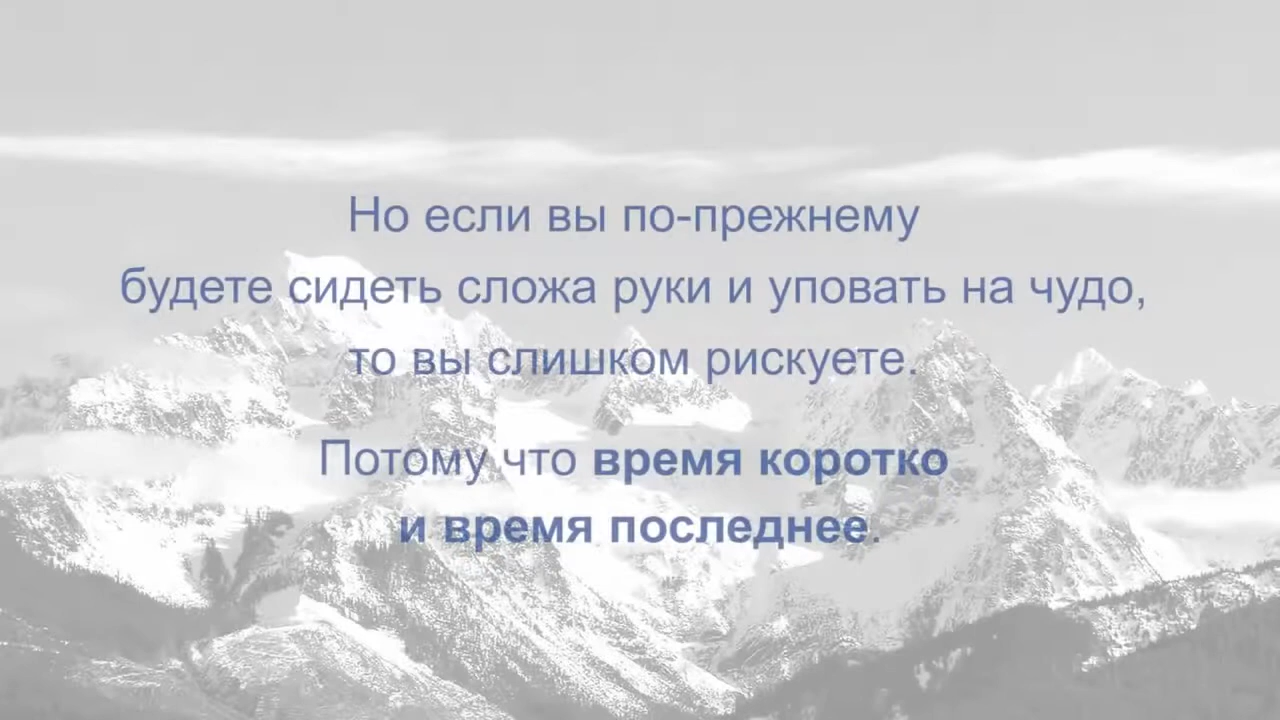 Но если вы по-прежнему
будете сидеть сложа руки и уповать на чудо,
то вы слишком рискуете.
Потому что время коротко
и время последнее.